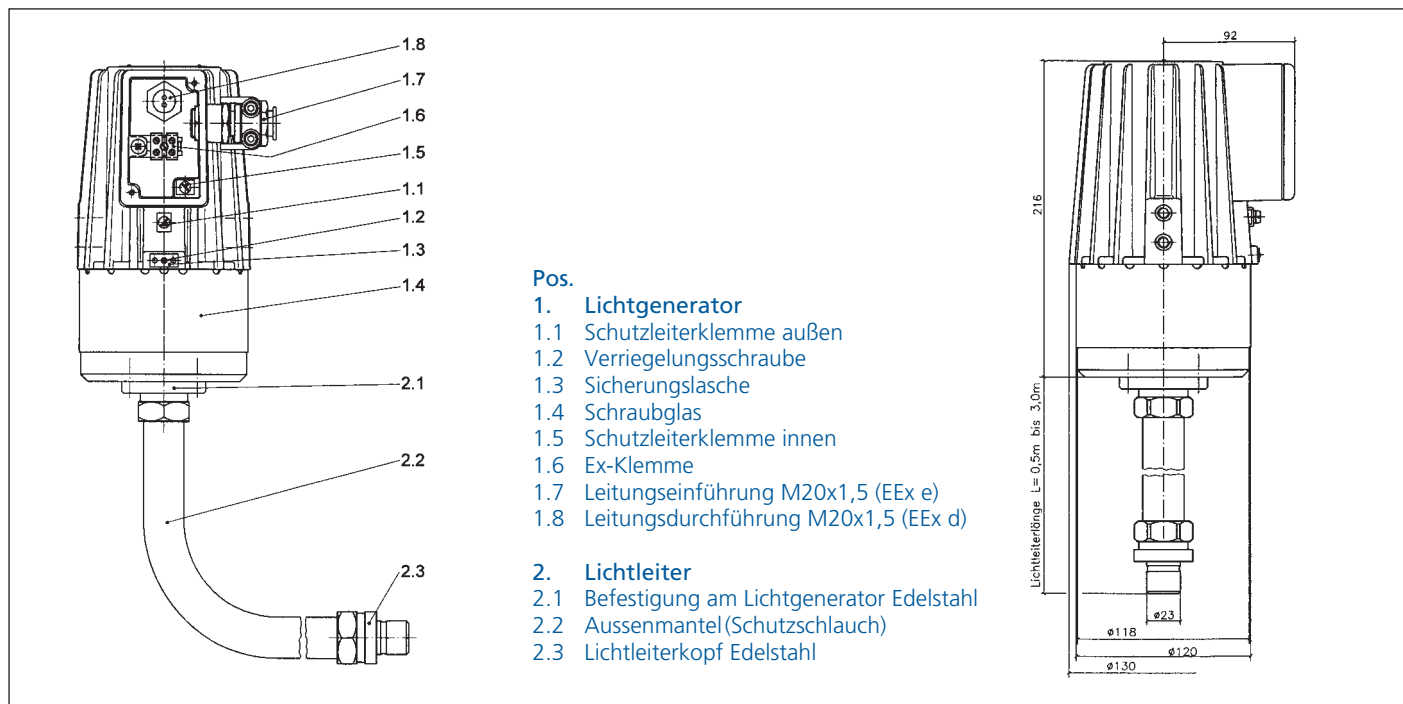 1.8
1.7
1.6
1.5
1.1
1.2
1.3
1.4
2.1
2.2
2.3
Pos.
1. Lichtgenerator
1.1 Schutzleiterklemme außen
1.2 Verriegelungsschraube
1.3 Sicherungslasche
1.4 Schraubglas
1.5 Schutzleiterklemme innen
1.6 Ex-Klemme
1.7 Leitungseinführung M20x1,5 (EEx e)
1.8 Leitungsdurchführung M20x1,5 (EEx d)
2. Lichtleiter
2.1 Befestigung am Lichtgenerator Edelstahl
2.2 Aussenmantel (Schutzschlauch)
2.3 Lichtleiterkopf Edelstahl
92
216
Lichtleiterlänge L= 0,5m bis 3,0m
ø23
ø118
ø120
ø130